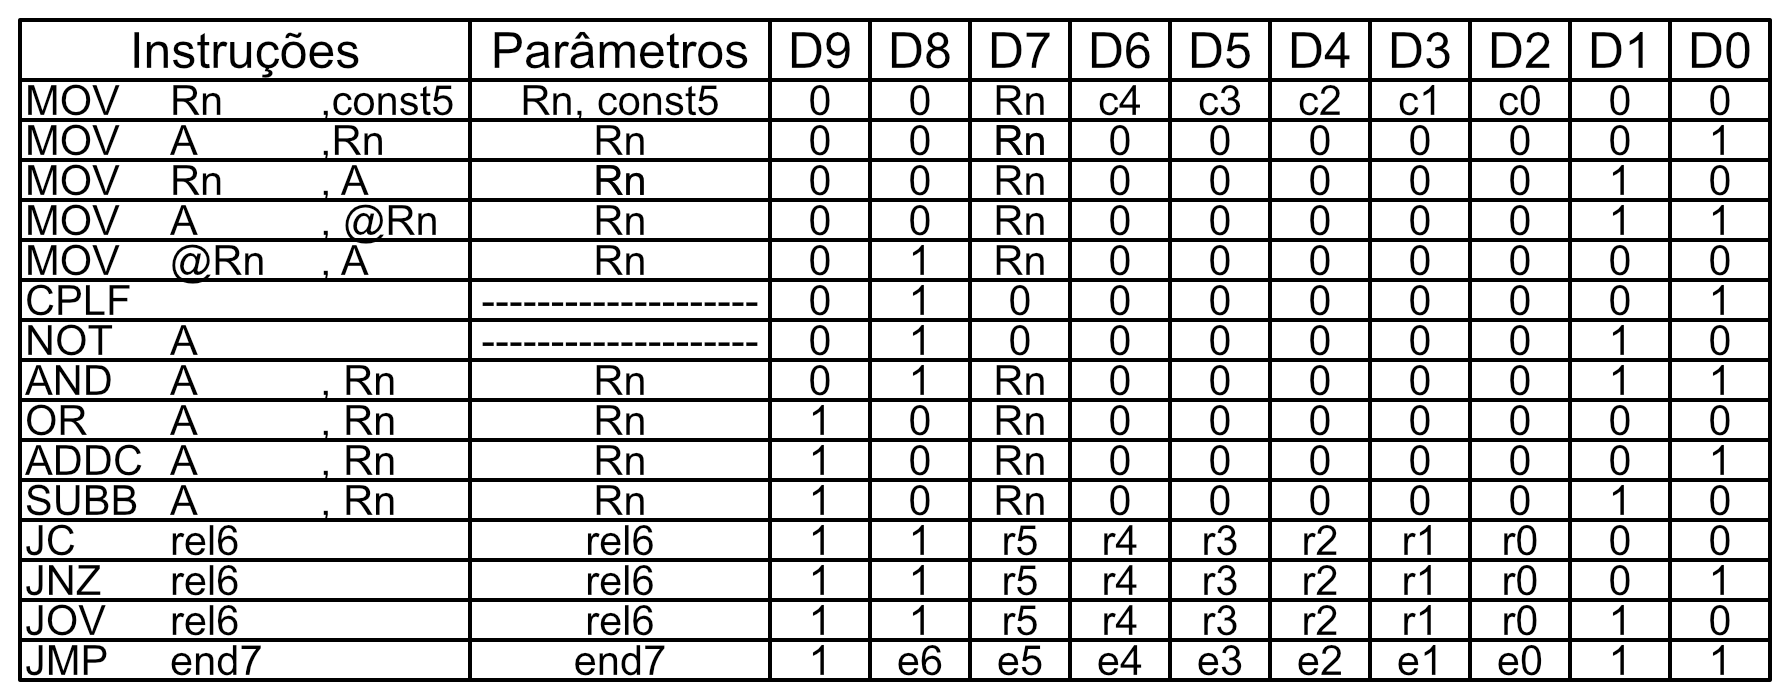 Instruções Parâmetros D9 D8 D7 D6 D5 D4 D3 D2 D1 D0
MOV Rn ,const5 Rn, const5 0 0 Rn c4 c3 c2 c1 c0 0 0
MOV A ,Rn Rn 0 0 Rn 0 0 0 0 0 0 1
MOV Rn , A Rn 0 0 Rn 0 0 0 0 0 1 0
MOV A , @Rn Rn 0 0 Rn 0 0 0 0 0 1 1
MOV @Rn , A Rn 0 1 Rn 0 0 0 0 0 0 0
CPLF -------------------- 0 1 0 0 0 0 0 0 0 1
NOT A -------------------- 0 1 0 0 0 0 0 0 1 0
AND A , Rn Rn 0 1 Rn 0 0 0 0 0 1 1
OR A , Rn Rn 1 0 Rn 0 0 0 0 0 0 0
ADDC A , Rn Rn 1 0 Rn 0 0 0 0 0 0 1
SUBB A , Rn Rn 1 0 Rn 0 0 0 0 0 1 0
JC rel6 rel6 1 1 r5 r4 r3 r2 r1 r0 0 0
JNZ rel6 rel6 1 1 r5 r4 r3 r2 r1 r0 0 1
JOV rel6 rel6 1 1 r5 r4 r3 r2 r1 r0 1 0
JMP end7 end7 1 e6 e5 e4 e3 e2 e1 e0 1 1